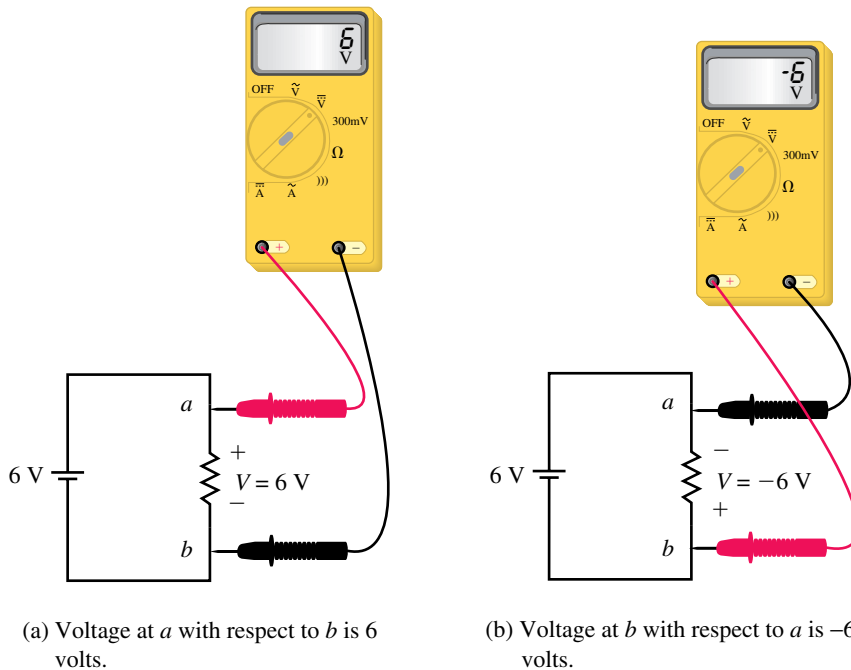 6
V
OFF
Ṽ
V
300mV
Ω
)))
A
Ã
+
−
a
6 V
+
V = 6 V
−
b
(a) Voltage at a with respect to b is 6
volts.
-6
V
OFF
Ṽ
V
300mV
Ω
)))
A
Ã
+
−
a
6 V
−
V = −6 V
+
b
(b) Voltage at b with respect to a is −6
volts.